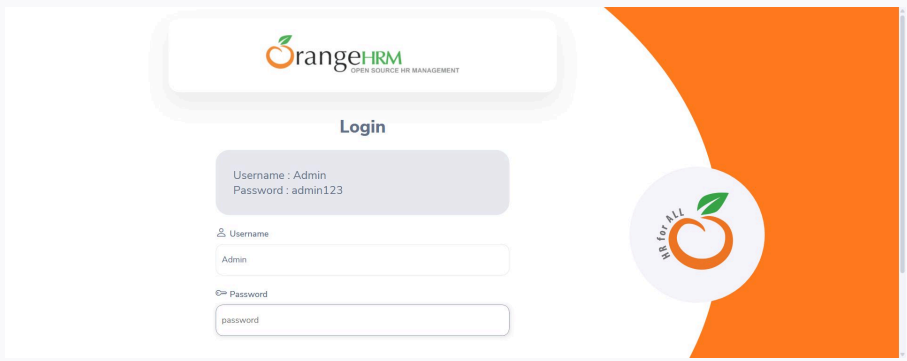 OrangeHRM
OPEN SOURCE HR MANAGEMENT
Login
Username : Admin
Password : admin123
Username
Admin
Password
password
HR for ALL